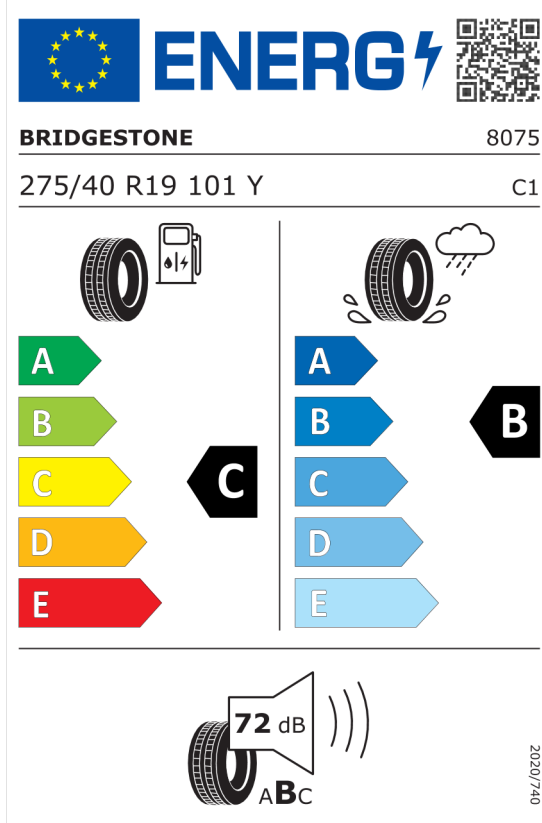 ENERG
BRIDGESTONE 8075
275/40 R19 101 Y C1
A
B
C
D
E
C
A
B
C
D
E
B
72 dB
ABC
2020/740